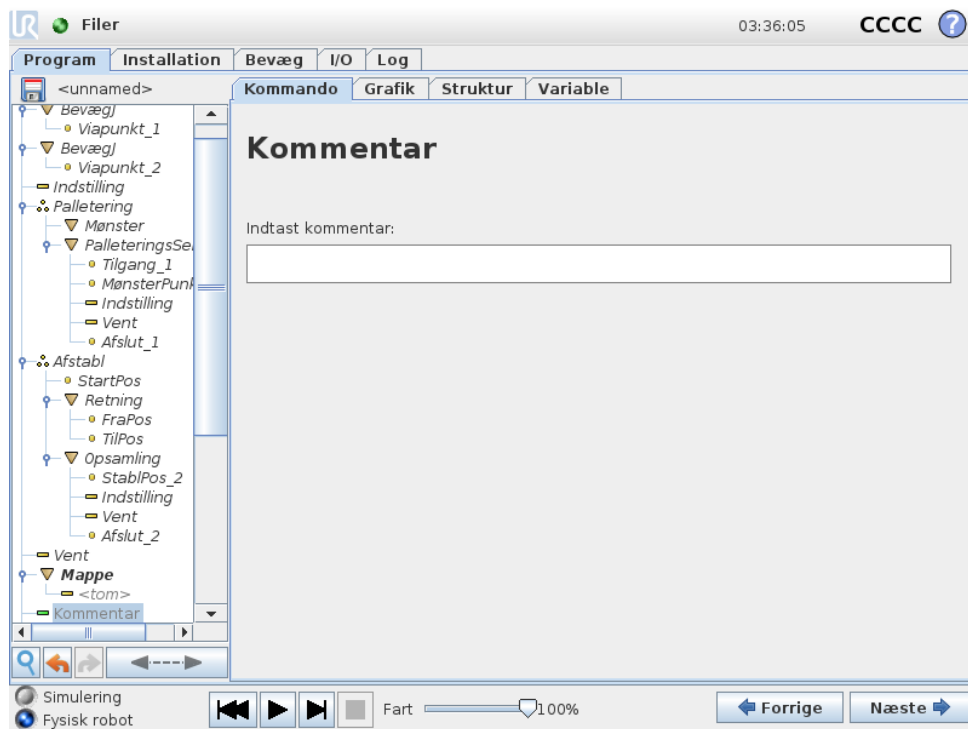 Filer
03:36:05
CCCC
?
Program Installation Bevæg I/O Log
<unnamed>
Kommando Grafik Struktur Variable
BevægJ
Viapunkt_1
BevægJ
Viapunkt_2
Indstilling
Palletering
Mønster
PalleteringsSe
Tilgang_1
MønsterPunk
Indstilling
Vent
Afslut_1
Afstabl
StartPos
Retning
FraPos
TilPos
Opsamling
StablPos_2
Indstilling
Vent
Afslut_2
Vent
Mappe
<tom>
Kommentar
Kommentar
Indtast kommentar:
Simulering
Fysisk robot
Fart 100%
Forrige
Næste